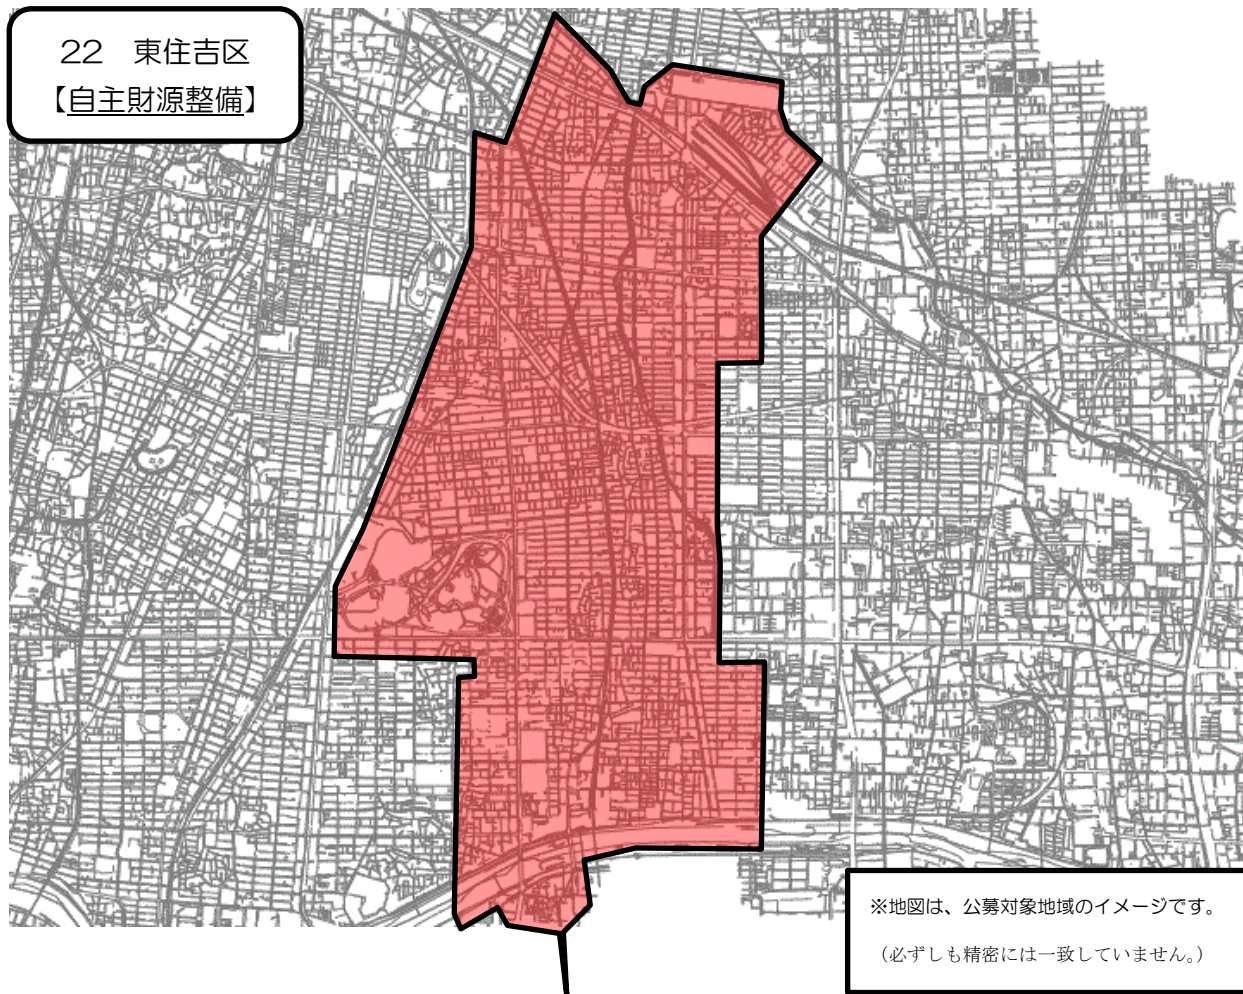 22　東住吉区
【自主財源整備】
※地図は、公募対象地域のイメージです。
（必ずしも精密には一致していません。）